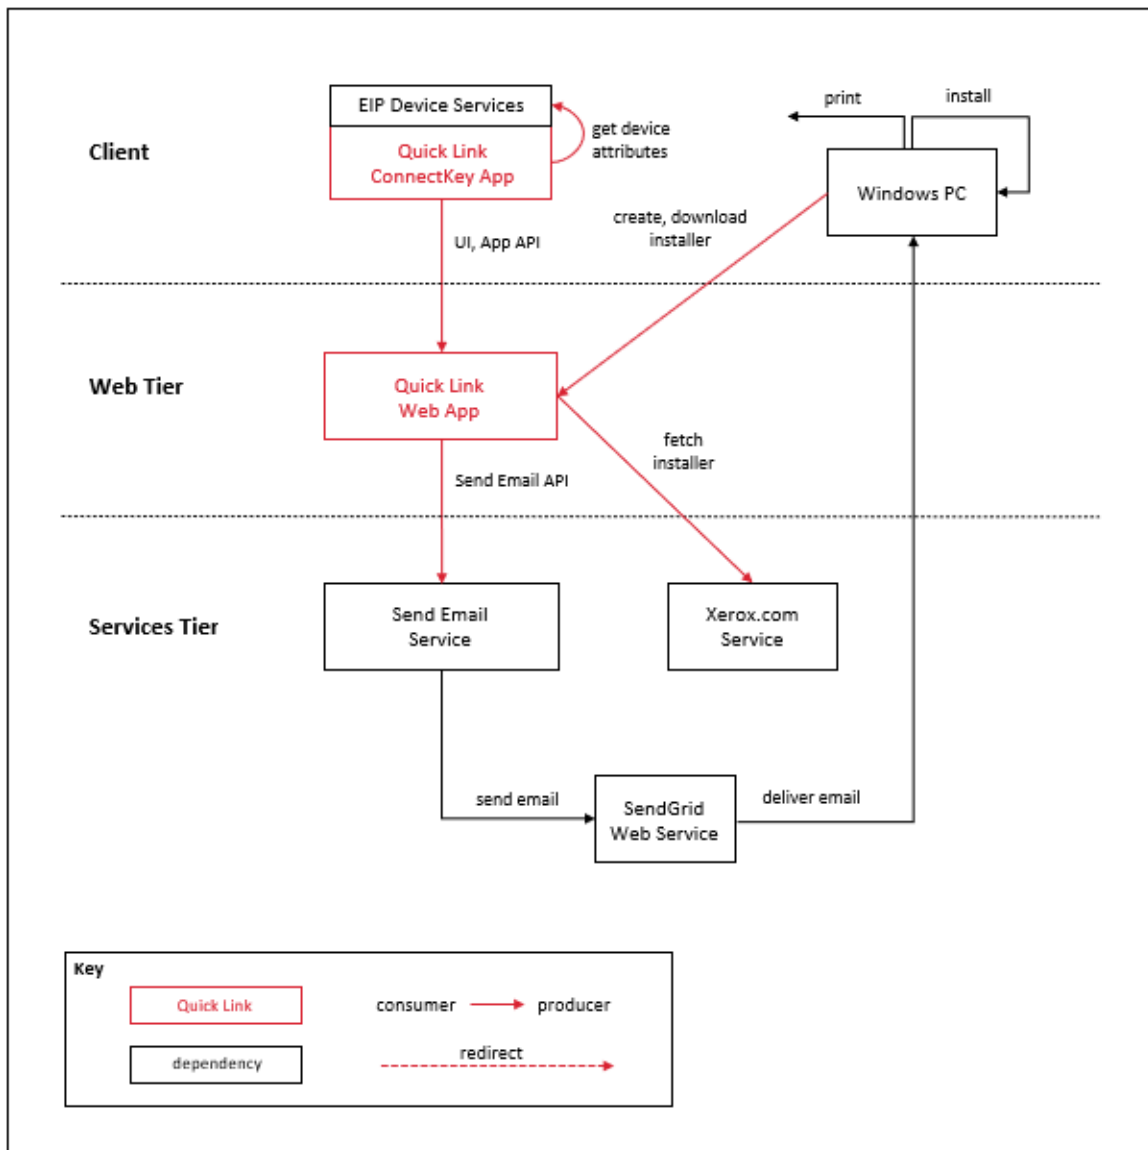 EIP Device Services
print
install
get device
attributes
Client
Quick Link
ConnectKey App
Windows PC
create, download
installer
UI, App API
Web Tier
Quick Link
Web App
fetch
installer
Send Email API
Services Tier
Send Email
Service
Xerox.com
Service
send email
SendGrid
Web Service
deliver email
Key
Quick Link
consumer
producer
dependency
redirect